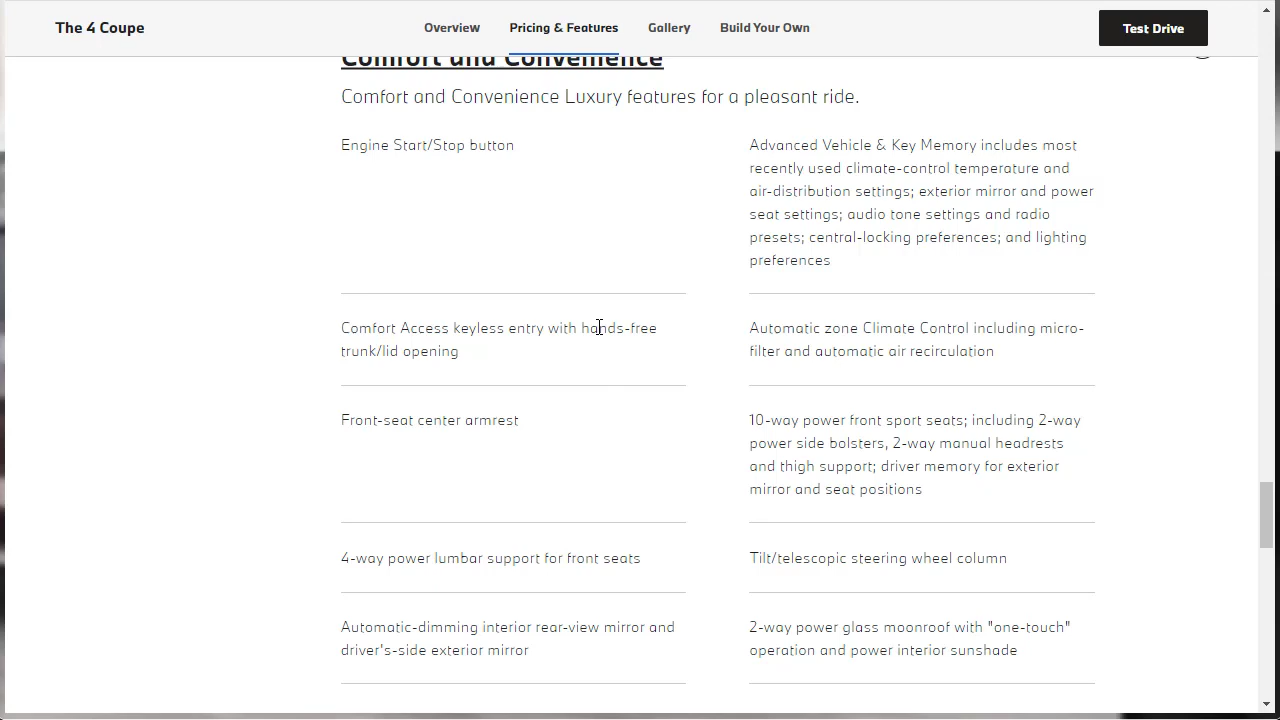 The 4 Coupe
Overview
Pricing & Features
Gallery
Build Your Own
Test Drive
Comfort and Convenience
Comfort and Convenience Luxury features for a pleasant ride.
Engine Start/Stop button
Advanced Vehicle & Key Memory includes most
recently used climate-control temperature and
air-distribution settings; exterior mirror and power
seat settings; audio tone settings and radio
presets; central-locking preferences; and lighting
preferences
Comfort Access keyless entry with hands-free
trunk/lid opening
Automatic zone Climate Control including micro-
filter and automatic air recirculation
Front-seat center armrest
10-way power front sport seats; including 2-way
power side bolsters, 2-way manual headrests
and thigh support; driver memory for exterior
mirror and seat positions
4-way power lumbar support for front seats
Tilt/telescopic steering wheel column
Automatic-dimming interior rear-view mirror and
driver's-side exterior mirror
2-way power glass moonroof with "one-touch"
operation and power interior sunshade